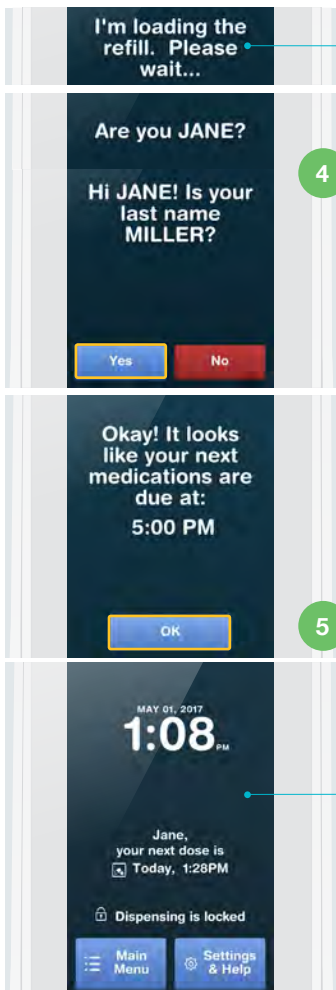 I'm loading the
refill.  Please
wait...
Are you JANE?
Hi JANE! Is your
last name
MILLER?
4
Yes
No
Okay! It looks
like your next
medications are
due at:
5:00 PM
OK
5
MAY 01, 2017
1:08 PM
Jane,
your next dose is
Today, 1:28PM
Dispensing is locked
Main
Menu
Settings
& Help